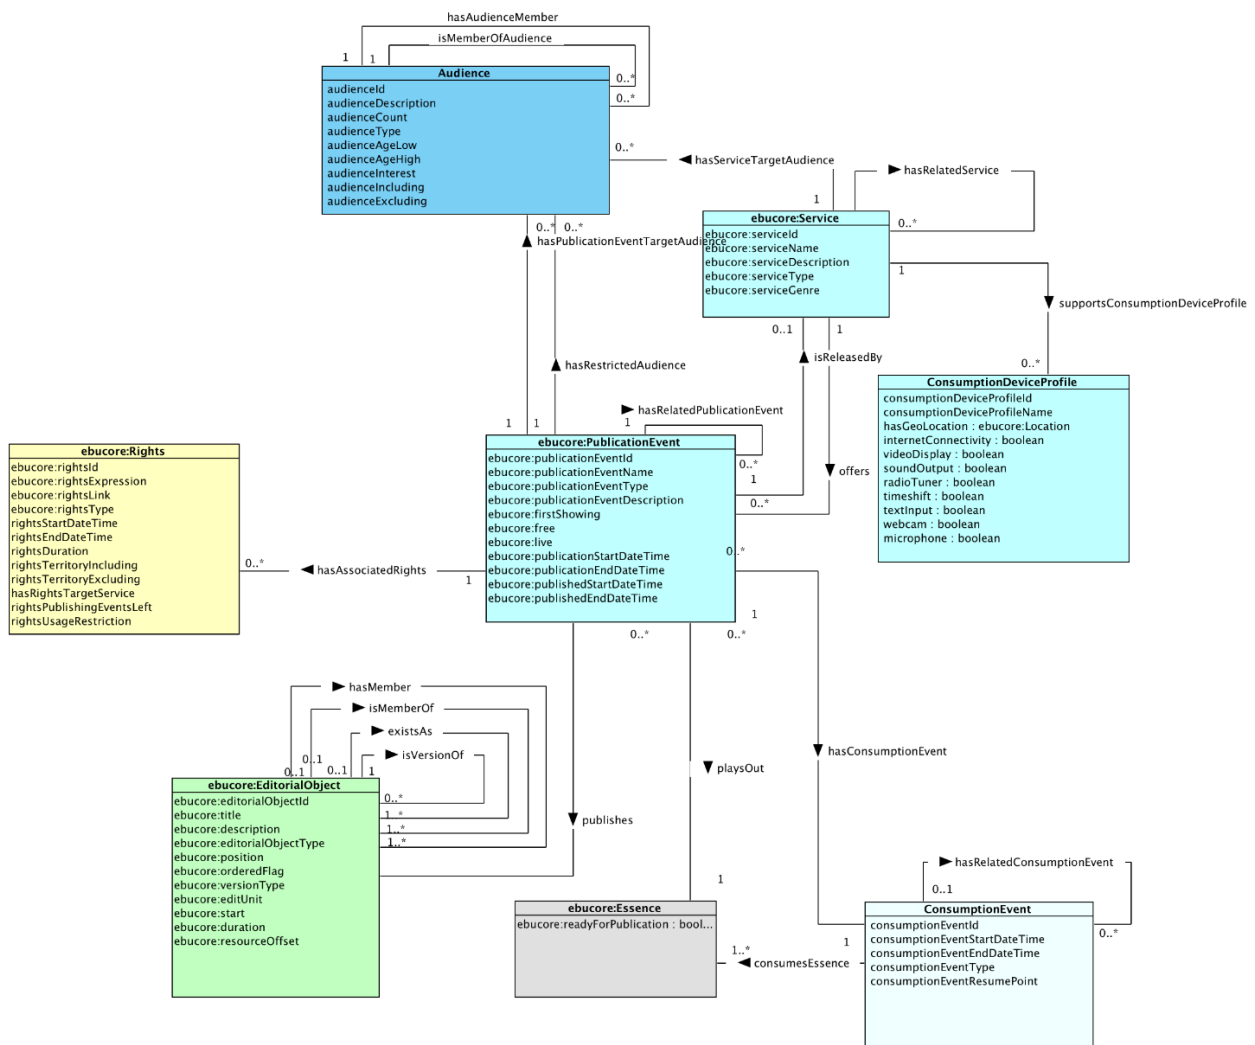 hasAudienceMember
isMemberOfAudience
1
1
Audience
0..*
audienceId
audienceDescription
0..*
audienceCount
audienceType
audienceAgeLow
0..*
audienceAgeHigh
hasServiceTargetAudience
audienceInterest
hasRelatedService
audienceIncluding
audienceExcluding
1
ebucore:Service
0..*
0..*
0..*
ebucore:serviceId
hasPublicationEventTargetAudience
ebucore:serviceName
ebucore:serviceDescription
1
ebucore:serviceType
ebucore:serviceGenre
supportsConsumptionDeviceProfile
0..1
1
isReleasedBy
hasRestrictedAudience
0..*
ConsumptionDeviceProfile
consumptionDeviceProfileId
consumptionDeviceProfileName
hasGeoLocation : ebucore:Location
internetConnectivity : boolean
videoDisplay : boolean
soundOutput : boolean
radioTuner : boolean
timeshift : boolean
textInput : boolean
webcam : boolean
microphone : boolean
hasRelatedPublicationEvent
1
1
1
ebucore:PublicationEvent
ebucore:publicationEventId
0..*
ebucore:publicationEventName
ebucore:publicationEventType
1
offers
ebucore:publicationEventDescription
0..*
ebucore:firstShowing
ebucore:free
ebucore:live
0..*
ebucore:publicationStartDateTime
ebucore:publicationEndDateTime
ebucore:publishedStartDateTime
ebucore:publishedEndDateTime
ebucore:Rights
ebucore:rightsId
ebucore:rightsExpression
ebucore:rightsLink
ebucore:rightsType
rightsStartDateTime
rightsEndDateTime
rightsDuration
rightsTerritoryIncluding
rightsTerritoryExcluding
hasRightsTargetService
rightsPublishingEventsLeft
rightsUsageRestriction
0..*
hasAssociatedRights
1
0..*
0..*
1
hasMember
isMemberOf
existsAs
isVersionOf
0..1
0..1
0..1
1
hasConsumptionEvent
playsOut
ebucore:EditorialObject
ebucore:editorialObjectId
0..*
ebucore:title
1..*
ebucore:description
1..*
ebucore:editorialObjectType
1..*
ebucore:position
ebucore:orderedFlag
ebucore:versionType
ebucore:editUnit
ebucore:start
ebucore:duration
ebucore:resourceOffset
publishes
1
ebucore:Essence
ebucore:readyForPublication : bool...
hasRelatedConsumptionEvent
0..1
ConsumptionEvent
consumptionEventId
0..*
consumptionEventStartDateTime
consumptionEventEndDateTime
consumptionEventType
consumptionEventResumePoint
1
1..*
consumesEssence